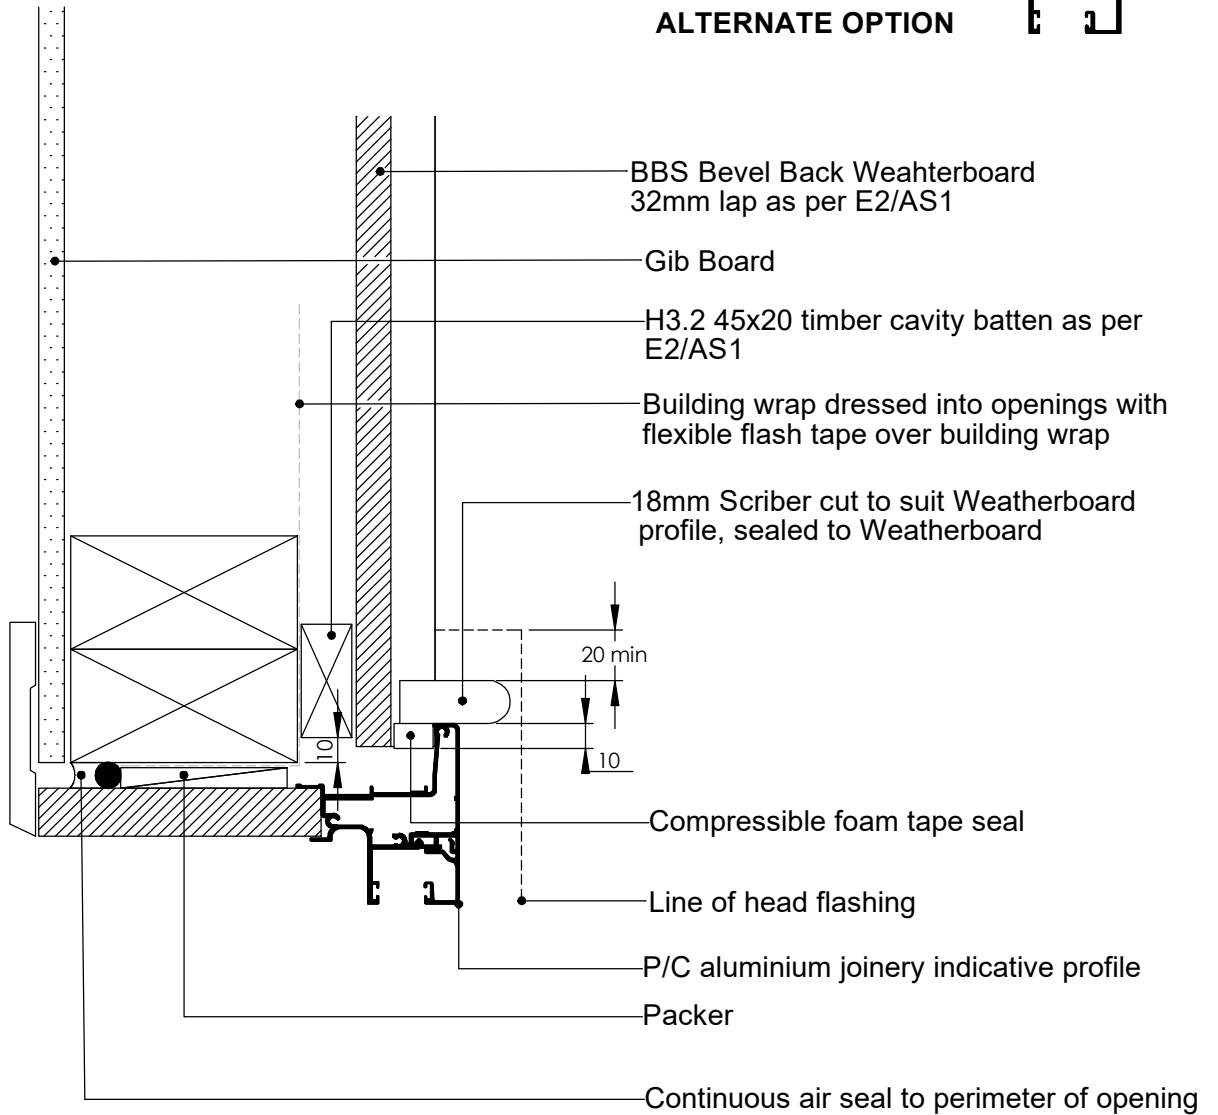 ALTERNATE OPTION
BBS Bevel Back Weahterboard
32mm lap as per E2/AS1
Gib Board
H3.2 45x20 timber cavity batten as per
E2/AS1
Building wrap dressed into openings with
flexible flash tape over building wrap
18mm Scriber cut to suit Weatherboard
profile, sealed to Weatherboard
20 min
10
10
Compressible foam tape seal
Line of head flashing
P/C aluminium joinery indicative profile
Packer
Continuous air seal to perimeter of opening